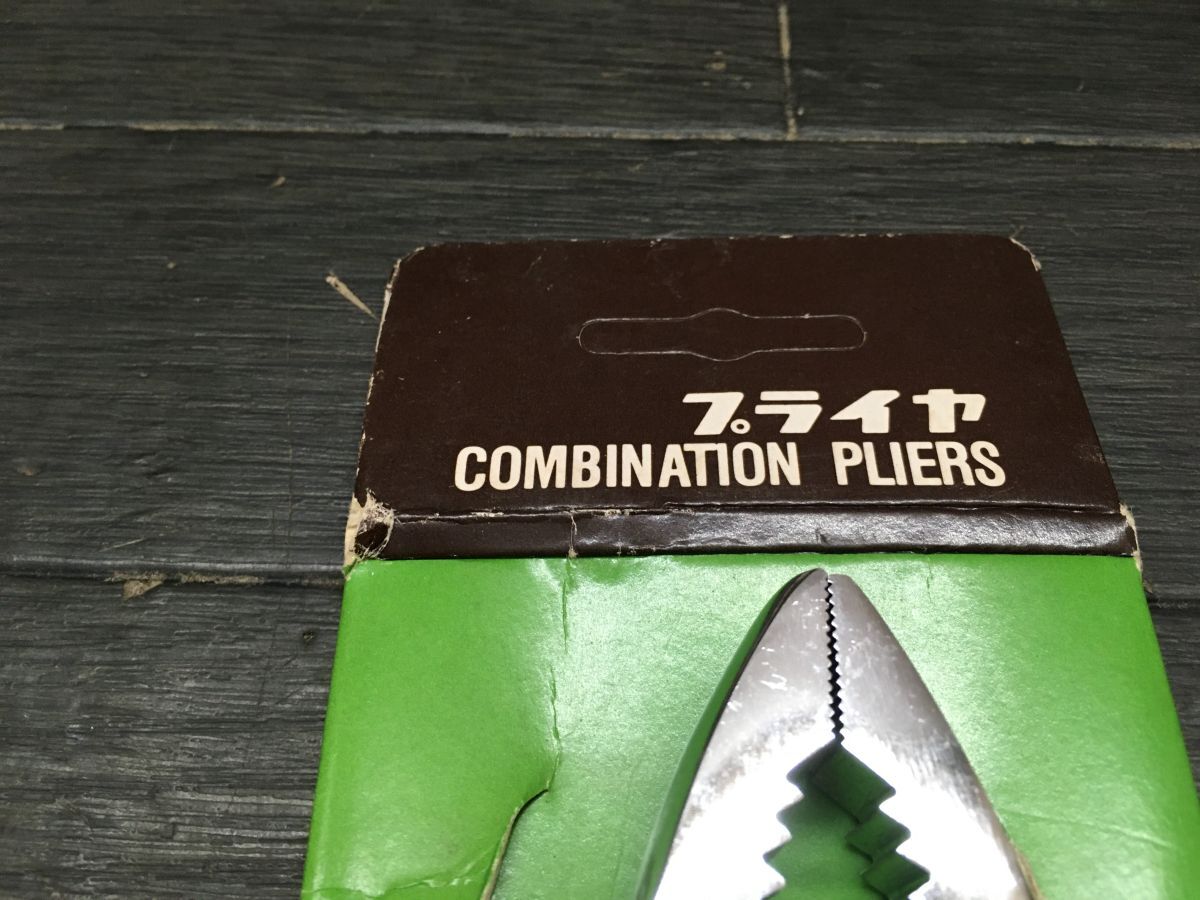 プライヤ
COMBINATION PLIERS